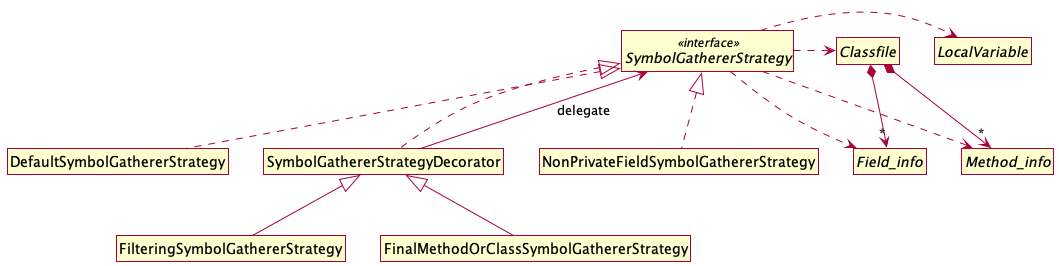 «interface»
SymbolGathererStrategy
Classfile
LocalVariable
delegate
*
*
DefaultSymbolGathererStrategy
SymbolGathererStrategyDecorator
NonPrivateFieldSymbolGathererStrategy
Field_info
Method_info
FilteringSymbolGathererStrategy
FinalMethodOrClassSymbolGathererStrategy